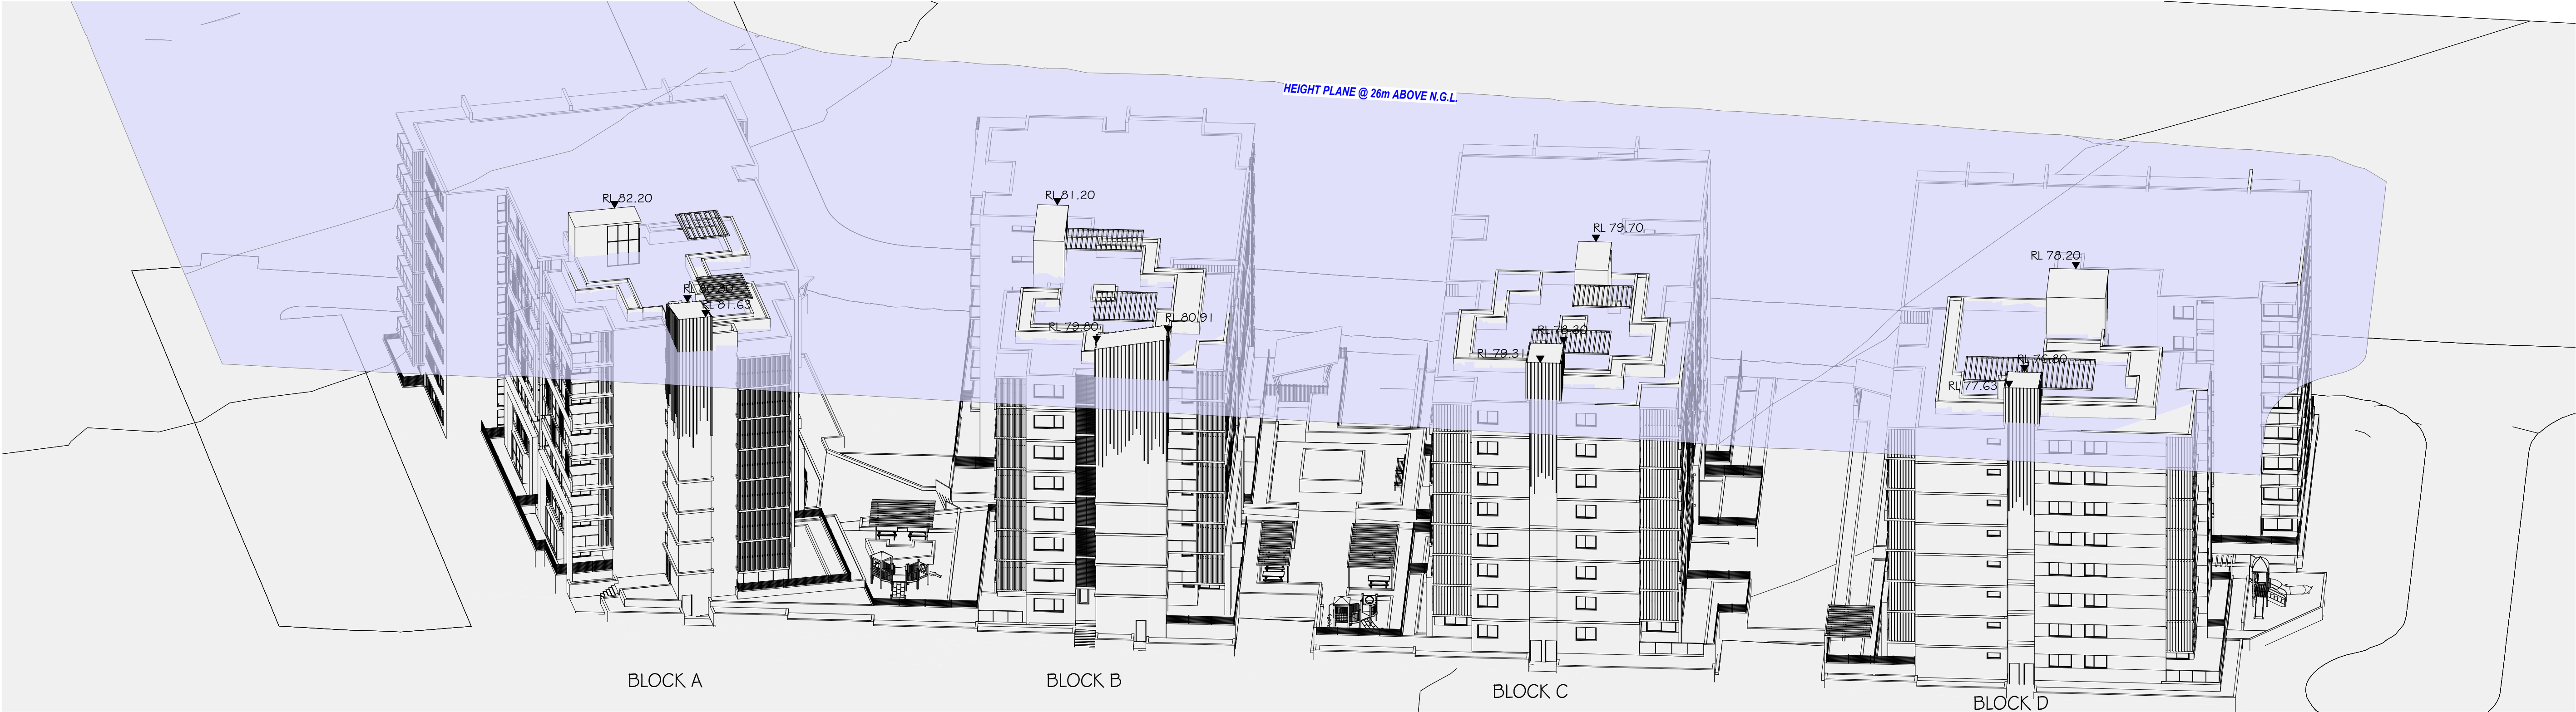 HEIGHT PLANE @ 26m ABOVE N.G.L.
RL 82.20
RL 80.80
RL 81.63
RL 81.20
RL 79.80
RL 80.91
RL 79.70
RL 78.30
RL 79.31
RL 78.20
RL 76.80
RL 77.63
BLOCK A
BLOCK B
BLOCK C
BLOCK D